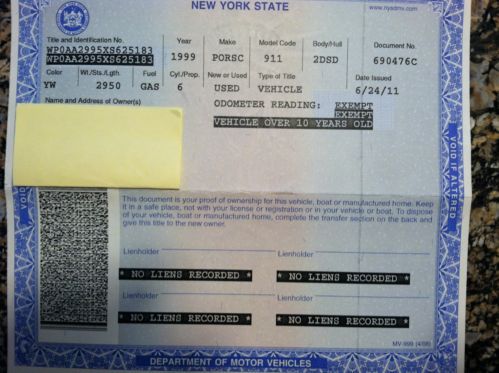 NEW YORK STATE
www.nysdmv.com
Title and Identification No. Year Make Model Code Body/Hull Document No.
WP0AA2995XS625183 1999 PORSC 911 2DSD 690476C
WP0AA2995XS625183
Color Wt./Sts./Lgth. Fuel Cyl./Prop. New or Used Type of Title Date Issued
YW 2950 GAS 6 USED VEHICLE 6/24/11
Name and Address of Owner(s) ODOMETER READING: EXEMPT
EXEMPT
VEHICLE OVER 10 YEARS OLD
VOID IF ALTERED
This document is your proof of ownership for this vehicle, boat or manufactured home. Keep
it in a safe place, not with your license or registration or in your vehicle or boat. To dispose
of your vehicle, boat or manufactured home, complete the transfer section on the back and
give this title to the new owner.
Lienholder Lienholder
* NO LIENS RECORDED * * NO LIENS RECORDED *
Lienholder Lienholder
* NO LIENS RECORDED * * NO LIENS RECORDED *
MV-999 (4/98)
DEPARTMENT OF MOTOR VEHICLES